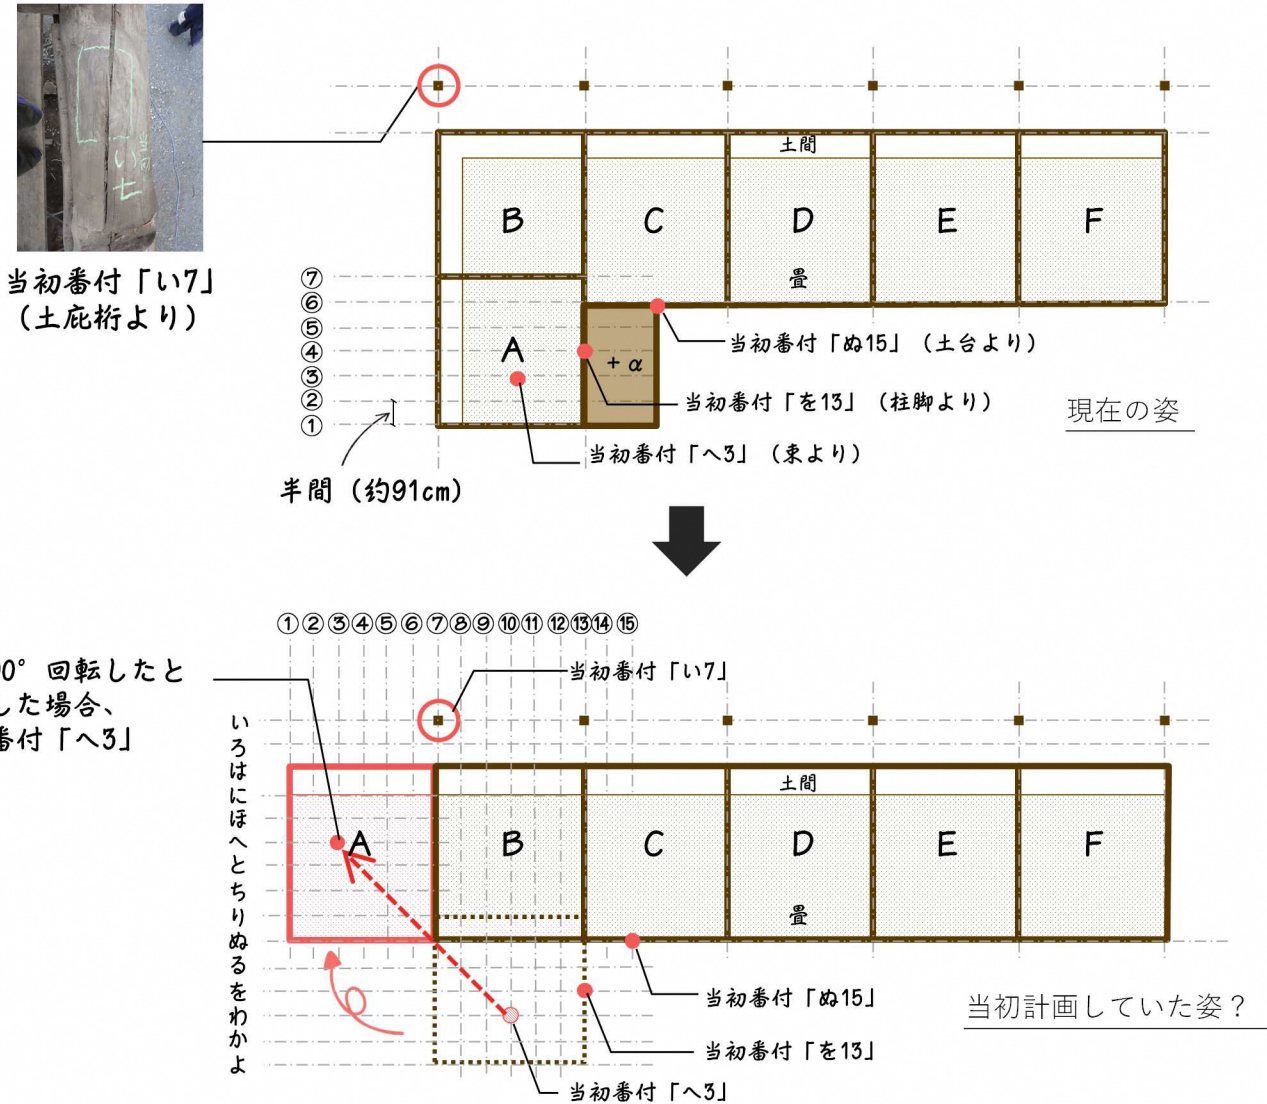 当初
い
七
当初番付「い7」
(土庇桁より)
土間
B
C
D
E
F
畳
⑦
⑥
⑤
④
③
②
①
A
+α
当初番付「ぬ15」(土台より)
当初番付「を13」(柱脚より)
当初番付「へ3」(束より)
半間(約91cm)
現在の姿
①②③④⑤⑥⑦⑧⑨⑩⑪⑫⑬⑭⑮
0°回転したと
した場合、
番付「へ3」
当初番付「い7」
い
ろ
は
に
ほ
へ
と
ち
り
ぬ
る
を
わ
か
よ
土間
A
B
C
D
E
F
畳
当初番付「ぬ15」
当初番付「を13」
当初番付「へ3」
当初計画していた姿？